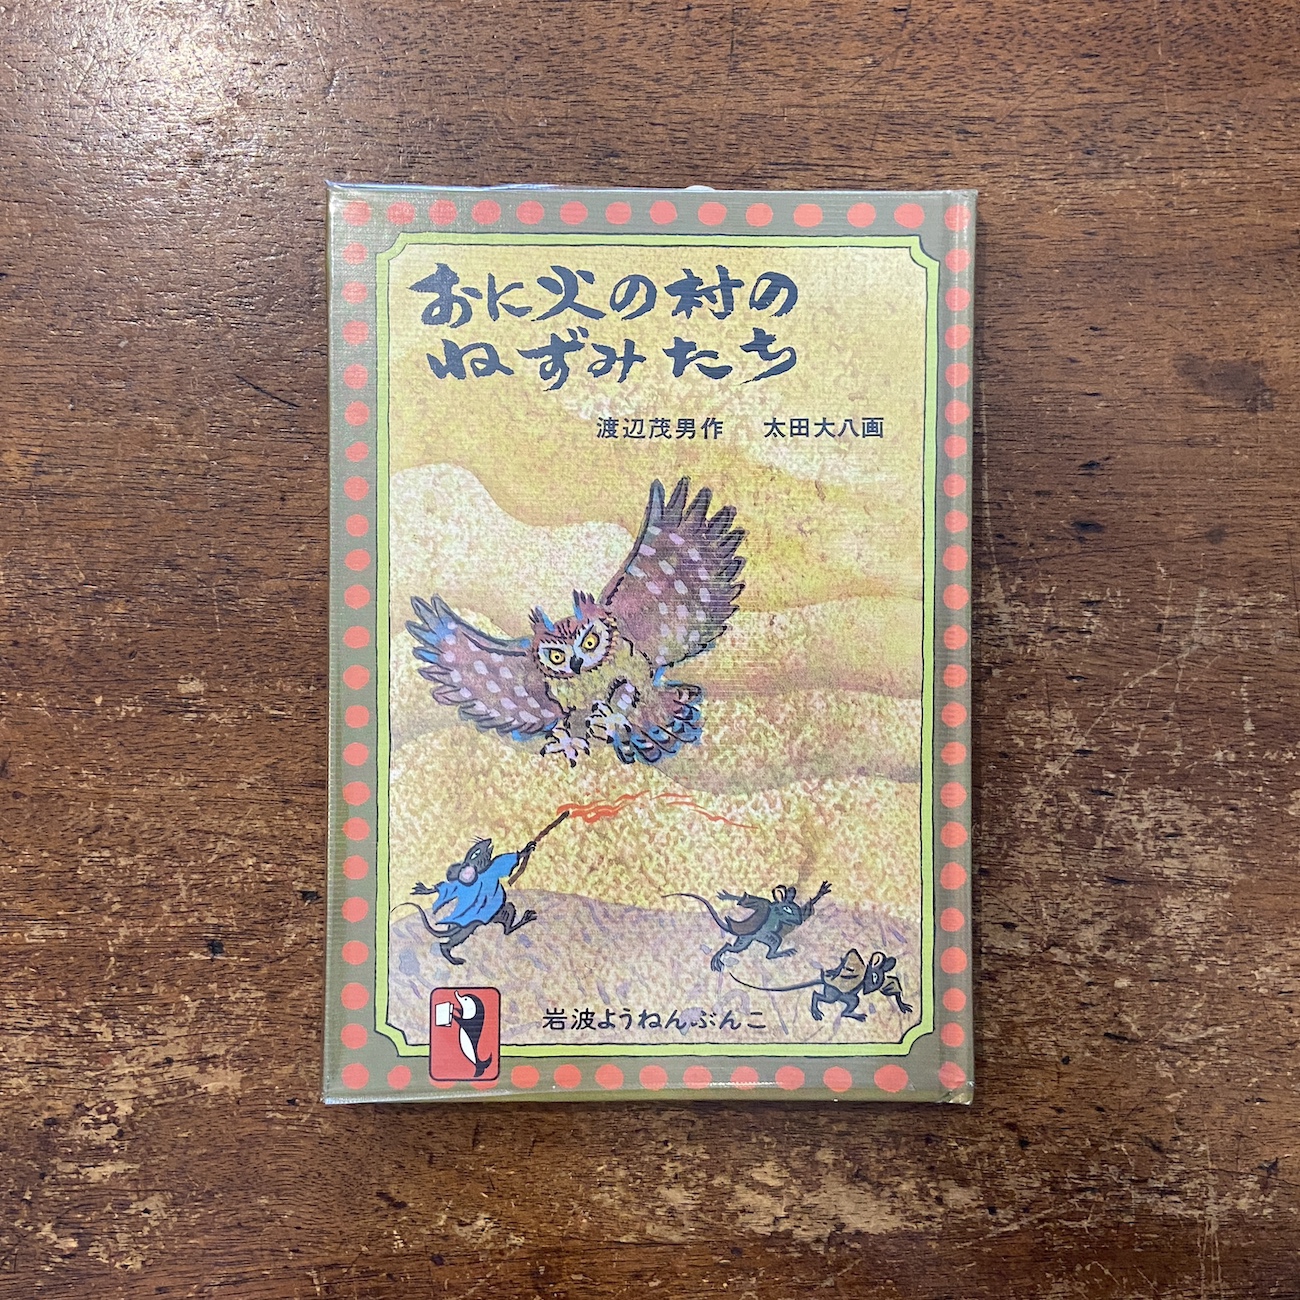 おに火の村の
ねずみたち
渡辺茂男作 太田大八画
岩波ようねんぶんこ